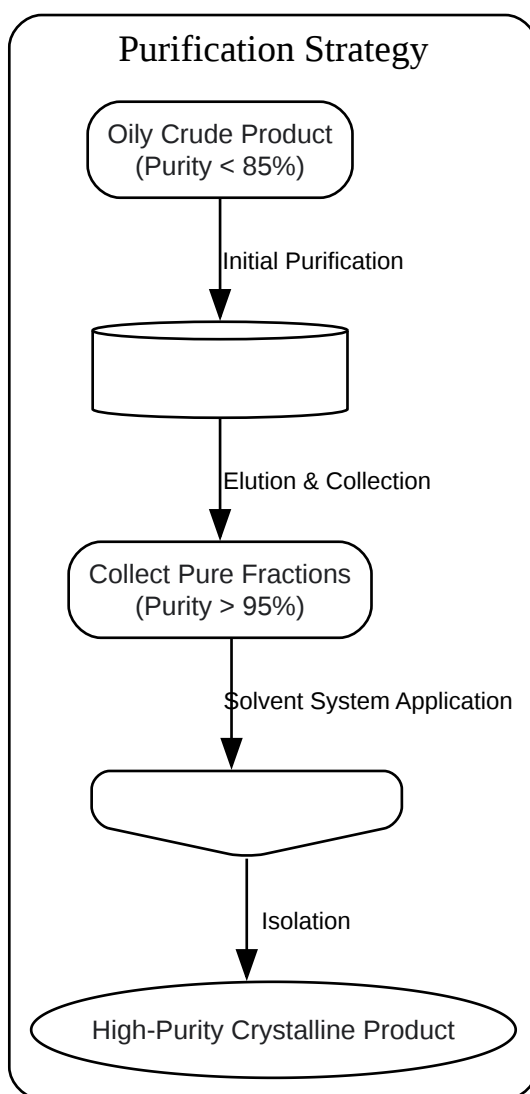 Purification Strategy
Oily Crude Product
(Purity < 85%)
Initial Purification
Elution & Collection
Collect Pure Fractions
(Purity > 95%)
Solvent System Application
Isolation
High-Purity Crystalline Product